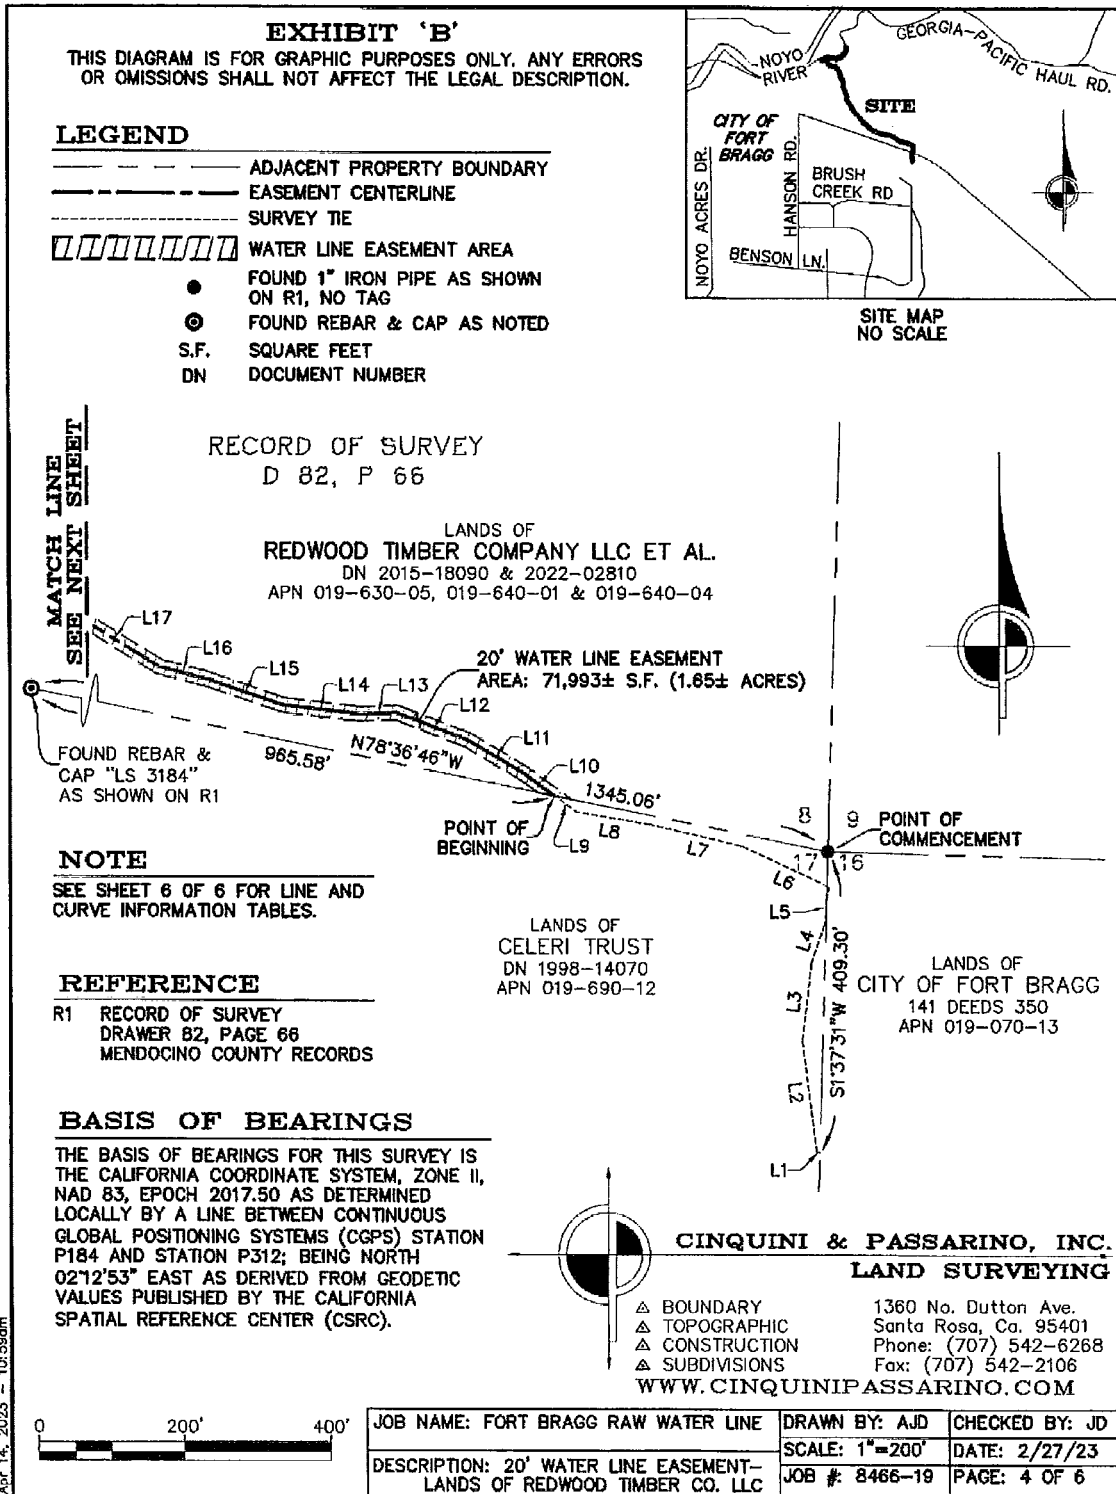 EXHIBIT 'B'
THIS DIAGRAM IS FOR GRAPHIC PURPOSES ONLY. ANY ERRORS
OR OMISSIONS SHALL NOT AFFECT THE LEGAL DESCRIPTION.
LEGEND
ADJACENT PROPERTY BOUNDARY
EASEMENT CENTERLINE
SURVEY TIE
WATER LINE EASEMENT AREA
FOUND 1" IRON PIPE AS SHOWN
ON R1, NO TAG
FOUND REBAR & CAP AS NOTED
S.F. SQUARE FEET
DN DOCUMENT NUMBER
NOYO
RIVER
GEORGIA-PACIFIC HAUL RD.
SITE
CITY OF
FORT
BRAGG
NOYO ACRES DR.
HANSON RD.
BRUSH
CREEK RD
BENSON LN.
SITE MAP
NO SCALE
MATCH LINE
SEE NEXT SHEET
RECORD OF SURVEY
D 82, P 66
LANDS OF
REDWOOD TIMBER COMPANY LLC ET AL.
DN 2015-18090 & 2022-02810
APN 019-630-05, 019-640-01 & 019-640-04
L17
L16
L15
L14
L13
L12
L11
L10
20' WATER LINE EASEMENT
AREA: 71,993± S.F. (1.65± ACRES)
FOUND REBAR &
CAP "LS 3184"
AS SHOWN ON R1
965.58'
N78°36'46"W
1345.06'
POINT OF
BEGINNING
L9
L8
L7
L6
L5
L4
L3
L2
L1
8 9
17 16
POINT OF
COMMENCEMENT
S1°37'31"W 409.30'
NOTE
SEE SHEET 6 OF 6 FOR LINE AND
CURVE INFORMATION TABLES.
LANDS OF
CELERI TRUST
DN 1998-14070
APN 019-690-12
LANDS OF
CITY OF FORT BRAGG
141 DEEDS 350
APN 019-070-13
REFERENCE
R1 RECORD OF SURVEY
DRAWER 82, PAGE 66
MENDOCINO COUNTY RECORDS
BASIS OF BEARINGS
THE BASIS OF BEARINGS FOR THIS SURVEY IS
THE CALIFORNIA COORDINATE SYSTEM, ZONE II,
NAD 83, EPOCH 2017.50 AS DETERMINED
LOCALLY BY A LINE BETWEEN CONTINUOUS
GLOBAL POSITIONING SYSTEMS (CGPS) STATION
P184 AND STATION P312; BEING NORTH
02°12'53" EAST AS DERIVED FROM GEODETIC
VALUES PUBLISHED BY THE CALIFORNIA
SPATIAL REFERENCE CENTER (CSRC).
CINQUINI & PASSARINO, INC.
LAND SURVEYING
BOUNDARY
TOPOGRAPHIC
CONSTRUCTION
SUBDIVISIONS
1360 No. Dutton Ave.
Santa Rosa, Ca. 95401
Phone: (707) 542-6268
Fax: (707) 542-2106
WWW.CINQUINIPASSARINO.COM
Apr 14, 2023 - 10:59am
0 200' 400'
JOB NAME: FORT BRAGG RAW WATER LINE
DESCRIPTION: 20' WATER LINE EASEMENT-
LANDS OF REDWOOD TIMBER CO. LLC
DRAWN BY: AJD
CHECKED BY: JD
SCALE: 1"=200'
DATE: 2/27/23
JOB #: 8466-19
PAGE: 4 OF 6